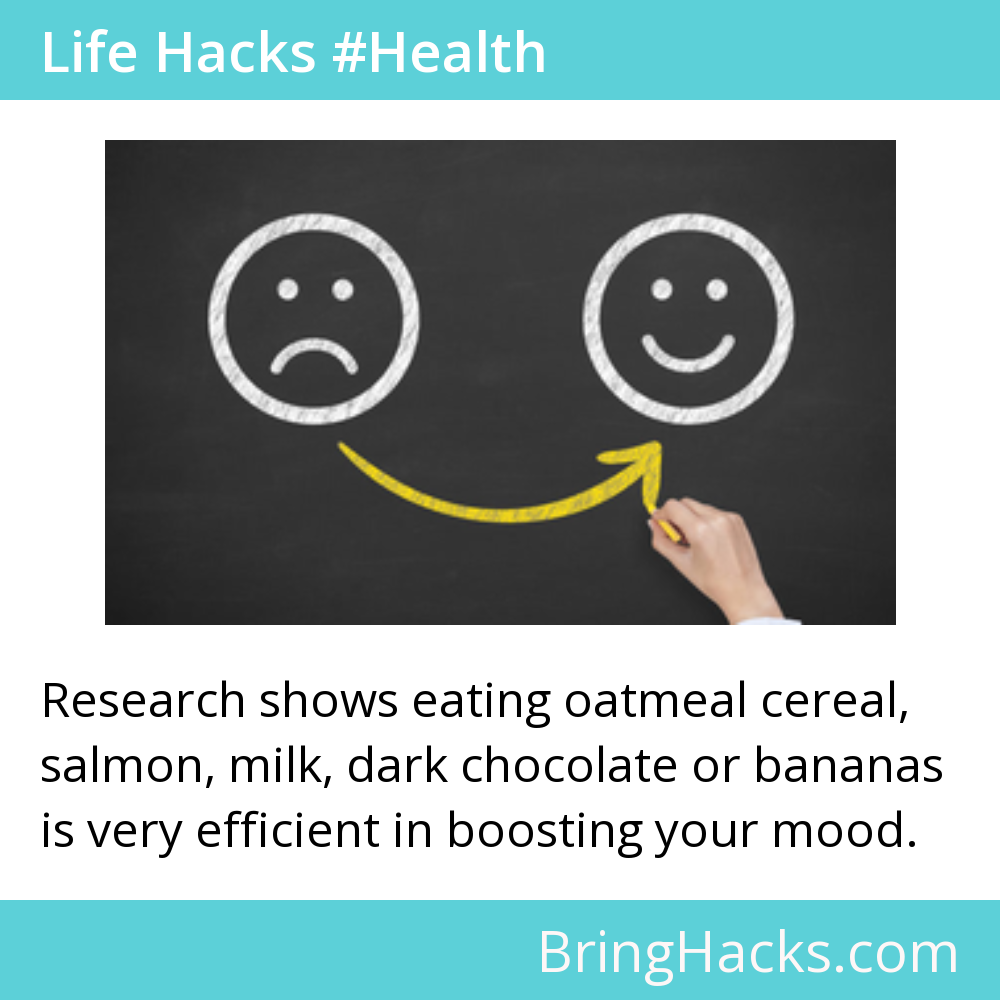 Life Hacks #Health
Research shows eating oatmeal cereal,
salmon, milk, dark chocolate or bananas
is very efficient in boosting your mood.
BringHacks.com